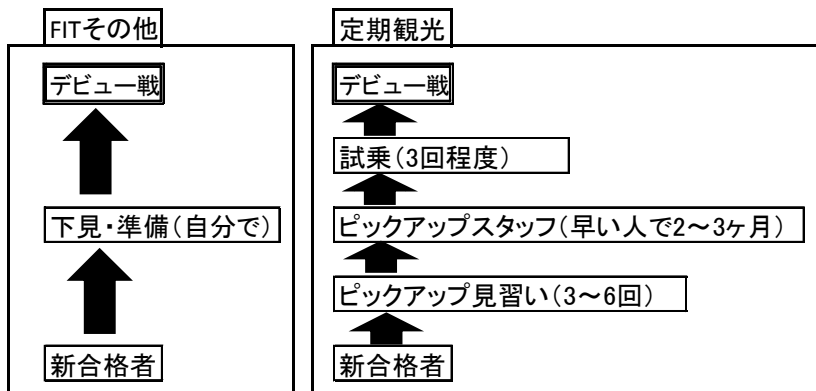 FITその他
デビュー戦
下見・準備（自分で）
新合格者
定期観光
デビュー戦
試乗（3回程度）
ピックアップスタッフ（早い人で2～3ヶ月）
ピックアップ見習い（3～6回）
新合格者